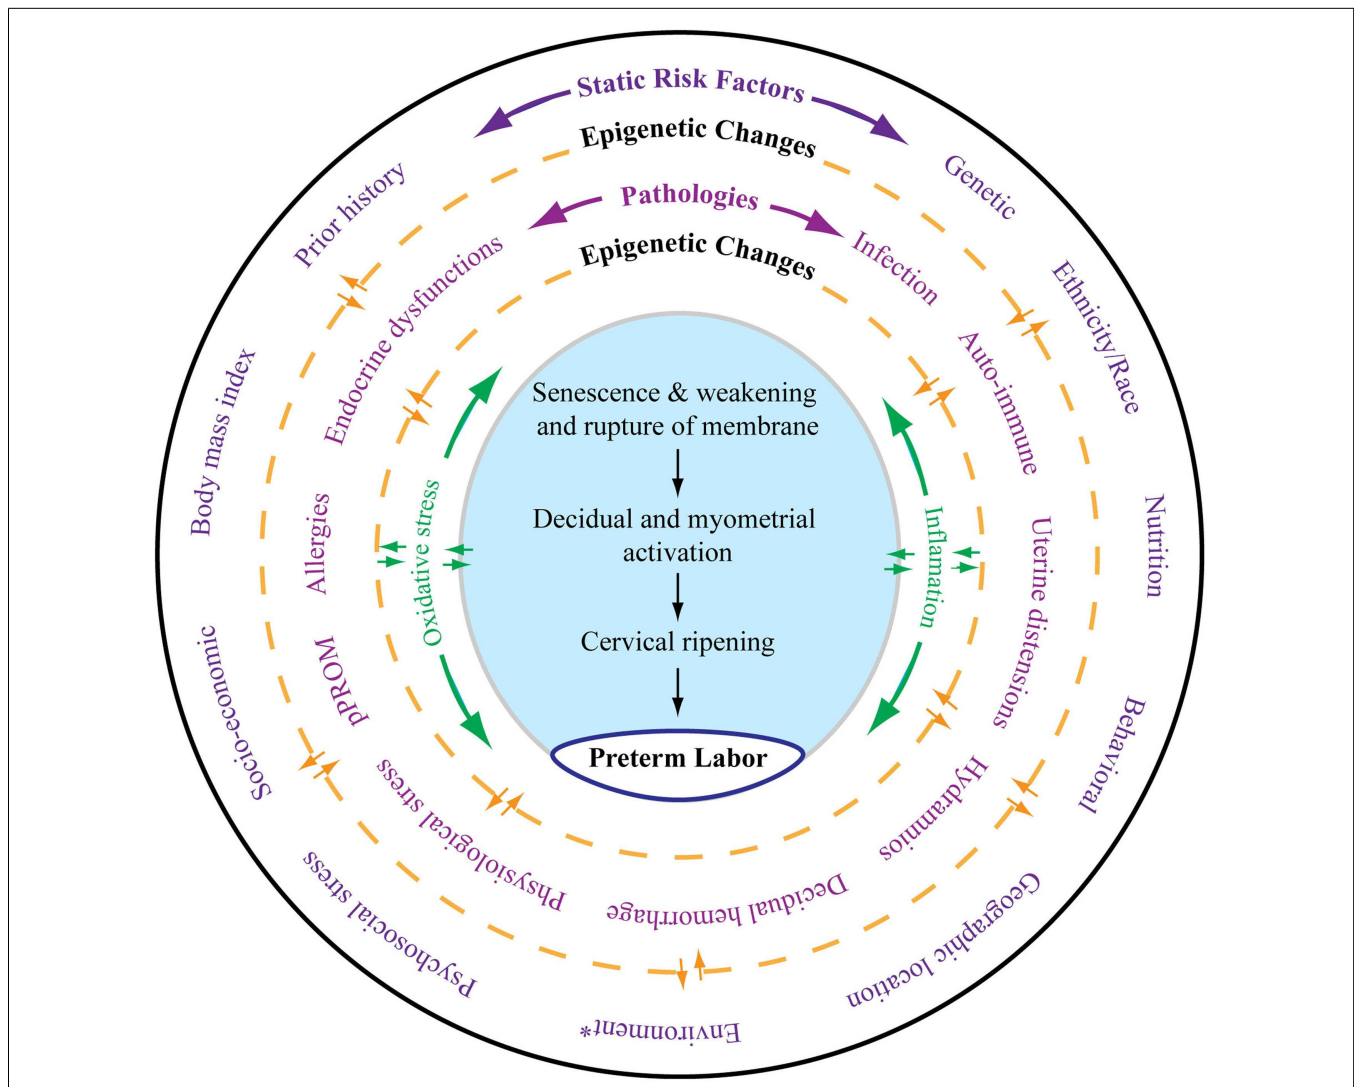 Static Risk Factors
Epigenetic Changes
Pathologies
Epigenetic Changes
Genetic
Ethnicity/Race
Nutrition
Behavioral
Geographic location
Environment*
Psychosocial stress
Socio-economic
Body mass index
Prior history
Infection
Auto-immune
Uterine distensions
Hydramnios
Decidual hemorrhage
Phsysiological stress
pPROM
Allergies
Endocrine dysfunctions
Oxidative stress
Inflamation
Senescence & weakening
and rupture of membrane
Decidual and myometrial
activation
Cervical ripening
Preterm Labor